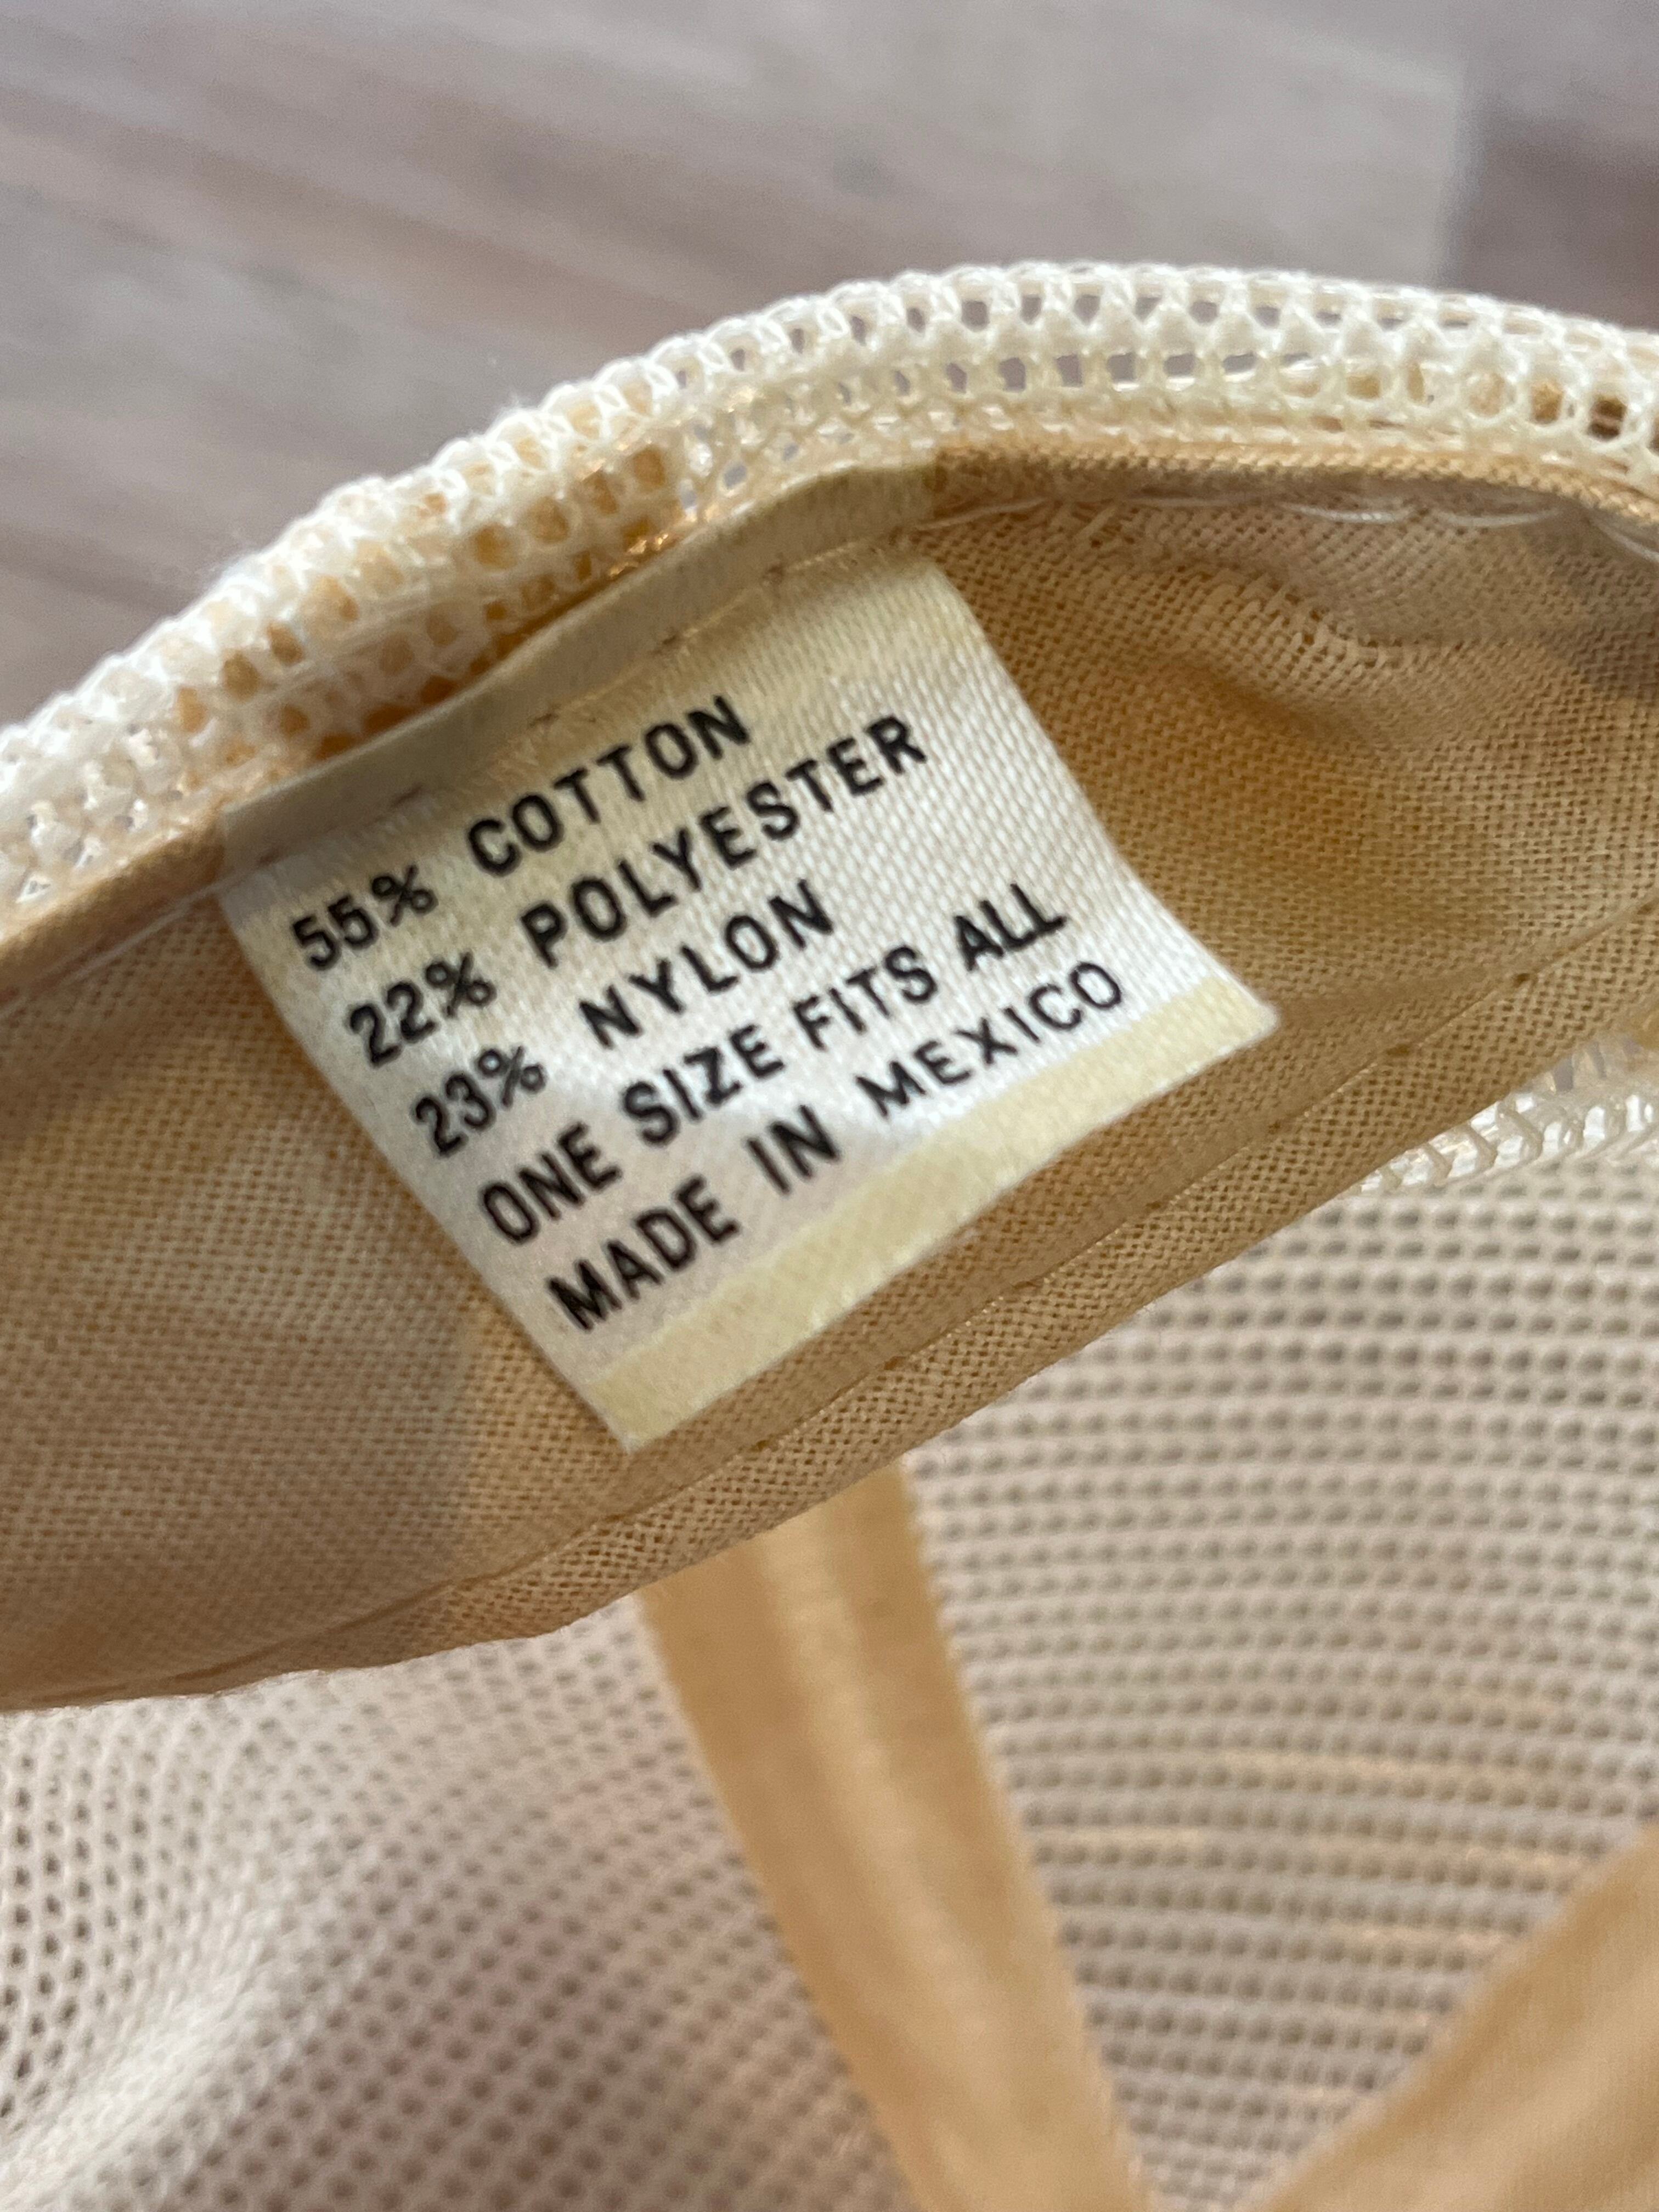 55% COTTON
22% POLYESTER
23% NYLON
ONE SIZE FITS ALL
MADE IN MEXICO